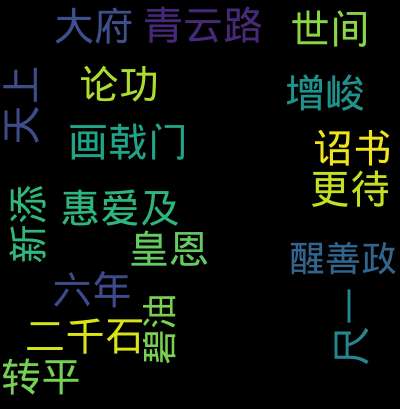 大府
青云路
世间
天上
论功
增峻
画戟门
诏书
更待
新添
惠爱及
皇恩
醒善政
六年
碧油
二千石
尺一
转平